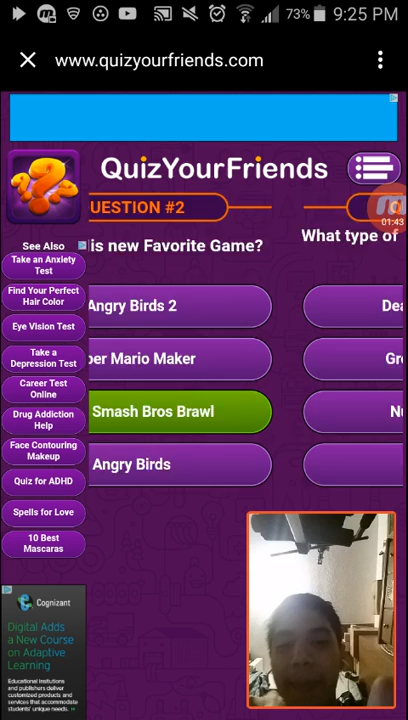 73% 9:25 PM
www.quizyourfriends.com
QuizYourFriends
UESTION #2
01:43
See Also
is new Favorite Game?
What type of
Take an Anxiety
Test
Find Your Perfect
Hair Color
Eye Vision Test
Take a
Depression Test
Career Test
Online
Drug Addiction
Help
Face Contouring
Makeup
Quiz for ADHD
Spells for Love
10 Best
Mascaras
Angry Birds 2
per Mario Maker
Smash Bros Brawl
Angry Birds
Dea
Gr
N
Cognizant
Digital Adds
a New Course
on Adaptive
Learning
Educational institutions
and publishers deliver
customized products and
services that accommodate
students' unique needs. »